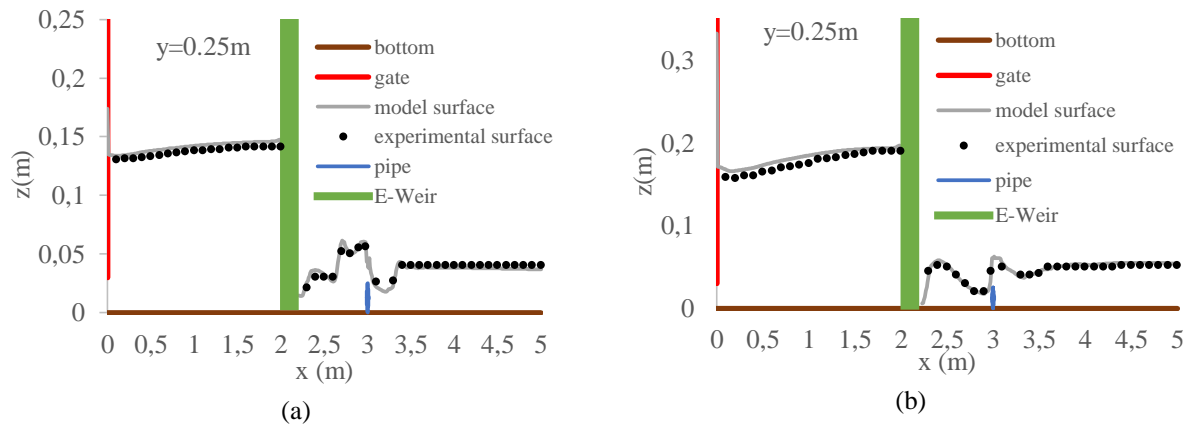 y=0.25m
z(m)
0,25
0,2
0,15
0,1
0,05
0
0 0,5 1 1,5 2 2,5 3 3,5 4 4,5 5
x (m)
bottom
gate
model surface
experimental surface
pipe
E-Weir
(a)
y=0.25m
z(m)
0,3
0,2
0,1
0
0 0,5 1 1,5 2 2,5 3 3,5 4 4,5 5
x (m)
bottom
gate
model surface
experimental surface
pipe
E-Weir
(b)